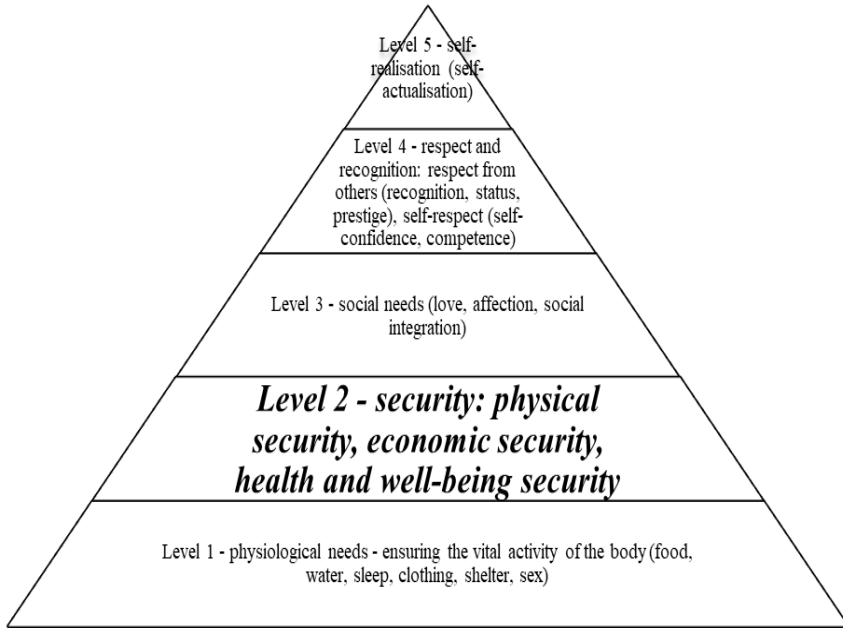 Level 5 - self-
realisation (self-
actualisation)
Level 4 - respect and
recognition: respect from
others (recognition, status,
prestige), self-respect (self-
confidence, competence)
Level 3 - social needs (love, affection, social
integration)
Level 2 - security: physical
security, economic security,
health and well-being security
Level 1 - physiological needs - ensuring the vital activity of the body (food,
water, sleep, clothing, shelter, sex)